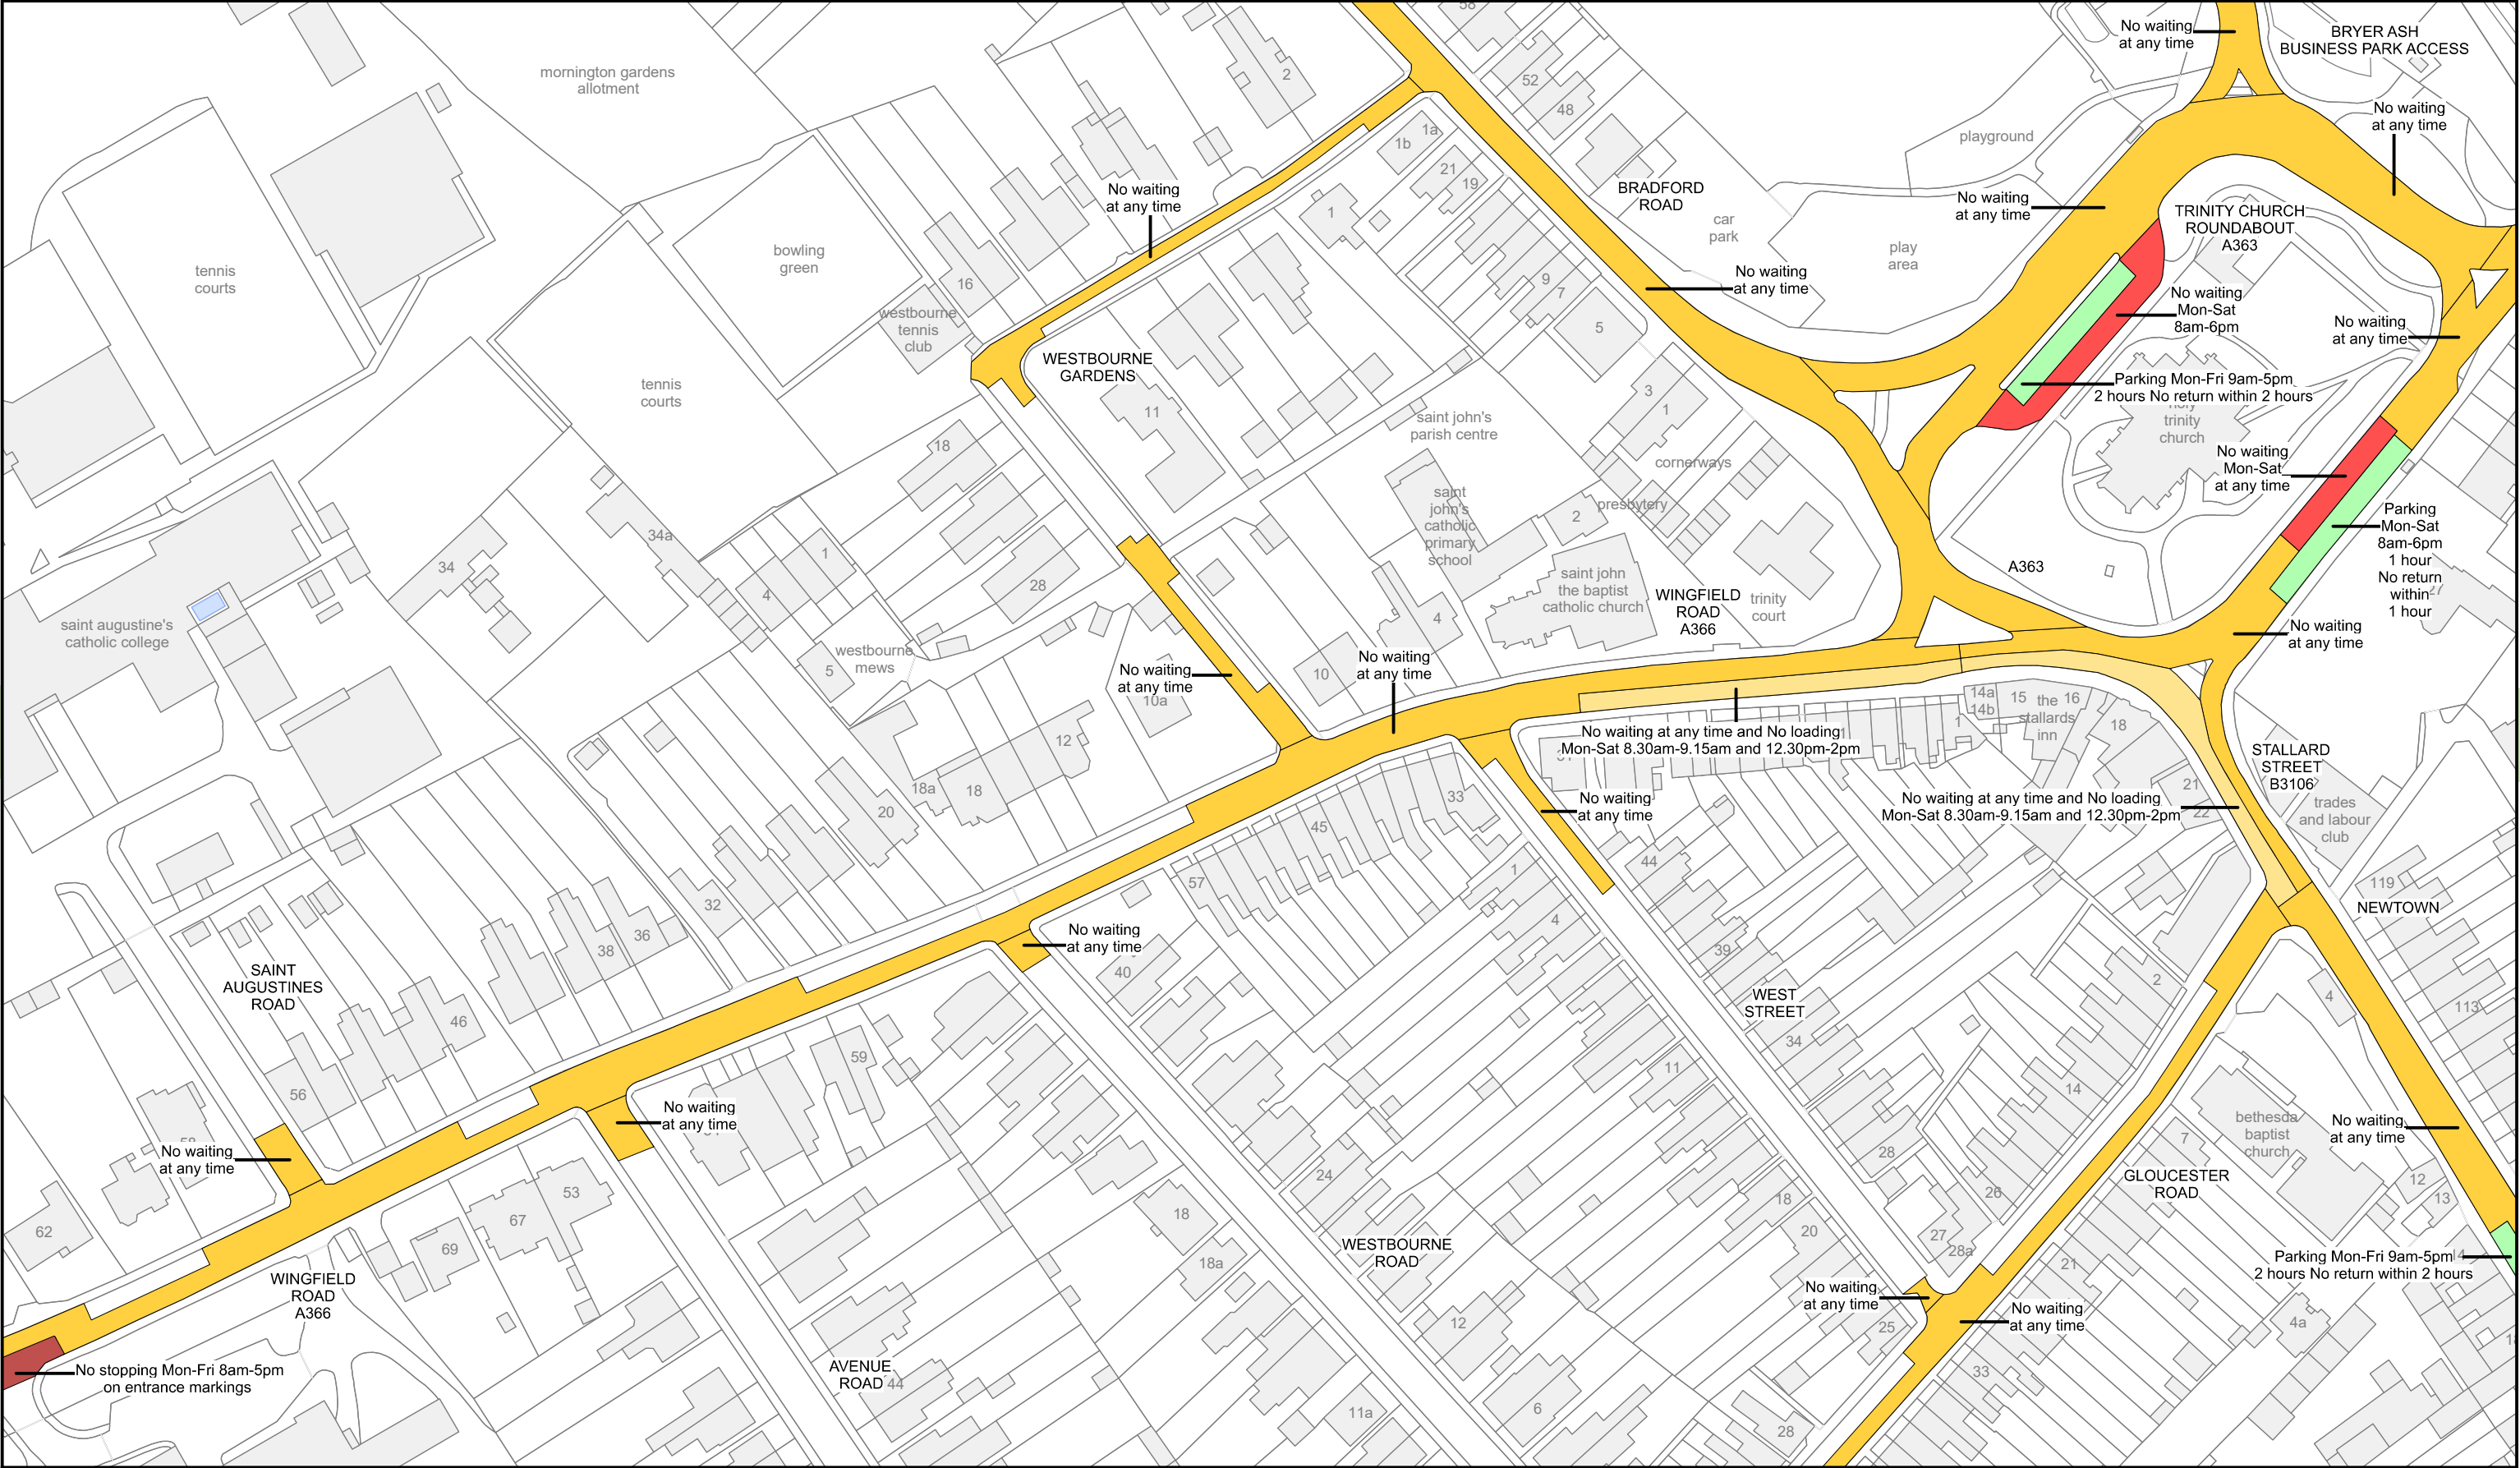 58
No waiting
at any time
BRYER ASH
BUSINESS PARK ACCESS
mornington gardens
allotment
2
52
48
No waiting
at any time
playground
1a
1b
21
19
No waiting
at any time
BRADFORD
ROAD
No waiting
at any time
TRINITY CHURCH
ROUNDABOUT
A363
1
car
park
play
area
bowling
green
tennis
courts
16
9
7
No waiting
at any time
No waiting
Mon-Sat
8am-6pm
westbourne
tennis
club
5
No waiting
at any time
WESTBOURNE
GARDENS
tennis
courts
11
3
1
Parking Mon-Fri 9am-5pm
2 hours No return within 2 hours
holy
trinity
church
saint john's
parish centre
18
cornerways
No waiting
Mon-Sat
at any time
saint
john's
catholic
primary
school
presbytery
2
Parking
Mon-Sat
8am-6pm
1 hour
No return
within
1 hour
27
34a
1
34
4
28
A363
saint john
the baptist
catholic church
WINGFIELD
ROAD
A366
trinity
court
4
saint augustine's
catholic college
No waiting
at any time
westbourne
mews
5
No waiting
at any time
10a
No waiting
at any time
10
14a
14b
15
the
stallards
inn
16
18
1
No waiting at any time and No loading
Mon-Sat 8.30am-9.15am and 12.30pm-2pm
12
18a
18
20
STALLARD
STREET
B3106
21
22
No waiting at any time and No loading
Mon-Sat 8.30am-9.15am and 12.30pm-2pm
trades
and labour
club
33
45
No waiting
at any time
44
57
1
4
119
NEWTOWN
32
36
38
No waiting
at any time
40
39
SAINT
AUGUSTINES
ROAD
46
WEST
STREET
2
4
113
34
56
59
11
14
No waiting
at any time
58
No waiting
at any time
28
7
bethesda
baptist
church
No waiting
at any time
53
67
69
62
24
18
18
20
26
GLOUCESTER
ROAD
12
13
27
28a
WESTBOURNE
ROAD
18a
21
Parking Mon-Fri 9am-5pm
2 hours No return within 2 hours
14
WINGFIELD
ROAD
A366
No waiting
at any time
No waiting
at any time
12
25
4a
No stopping Mon-Fri 8am-5pm
on entrance markings
AVENUE
ROAD
44
33
6
11a
28